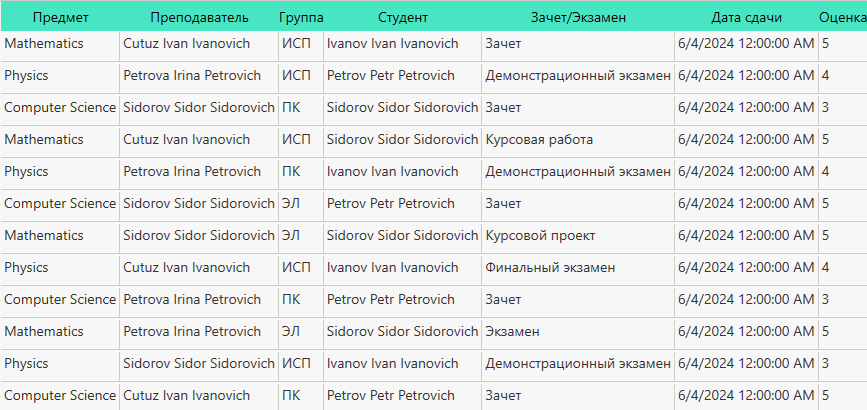 Предмет Преподаватель Группа Студент Зачет/Экзамен Дата сдачи Оценка
Mathematics Cutuz Ivan Ivanovich ИСП Ivanov Ivan Ivanovich Зачет 6/4/2024 12:00:00 AM 5
Physics Petrova Irina Petrovich ИСП Petrov Petr Petrovich Демонстрационный экзамен 6/4/2024 12:00:00 AM 4
Computer Science Sidorov Sidor Sidorovich ПК Sidorov Sidor Sidorovich Зачет 6/4/2024 12:00:00 AM 3
Mathematics Cutuz Ivan Ivanovich ИСП Sidorov Sidor Sidorovich Курсовая работа 6/4/2024 12:00:00 AM 5
Physics Petrova Irina Petrovich ПК Ivanov Ivan Ivanovich Демонстрационный экзамен 6/4/2024 12:00:00 AM 4
Computer Science Sidorov Sidor Sidorovich ЭЛ Petrov Petr Petrovich Зачет 6/4/2024 12:00:00 AM 5
Mathematics Sidorov Sidor Sidorovich ЭЛ Sidorov Sidor Sidorovich Курсовой проект 6/4/2024 12:00:00 AM 5
Physics Cutuz Ivan Ivanovich ИСП Ivanov Ivan Ivanovich Финальный экзамен 6/4/2024 12:00:00 AM 4
Computer Science Petrova Irina Petrovich ПК Petrov Petr Petrovich Зачет 6/4/2024 12:00:00 AM 3
Mathematics Petrova Irina Petrovich ЭЛ Sidorov Sidor Sidorovich Экзамен 6/4/2024 12:00:00 AM 5
Physics Sidorov Sidor Sidorovich ИСП Ivanov Ivan Ivanovich Демонстрационный экзамен 6/4/2024 12:00:00 AM 3
Computer Science Cutuz Ivan Ivanovich ПК Petrov Petr Petrovich Зачет 6/4/2024 12:00:00 AM 5